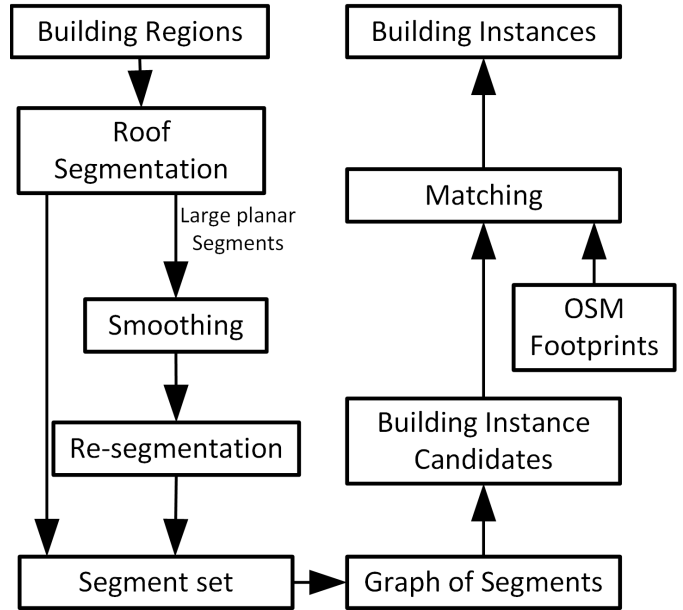 Building Regions
Roof
Segmentation
Large planar
Segments
Smoothing
Re-segmentation
Segment set
Graph of Segments
Building Instance
Candidates
OSM
Footprints
Matching
Building Instances